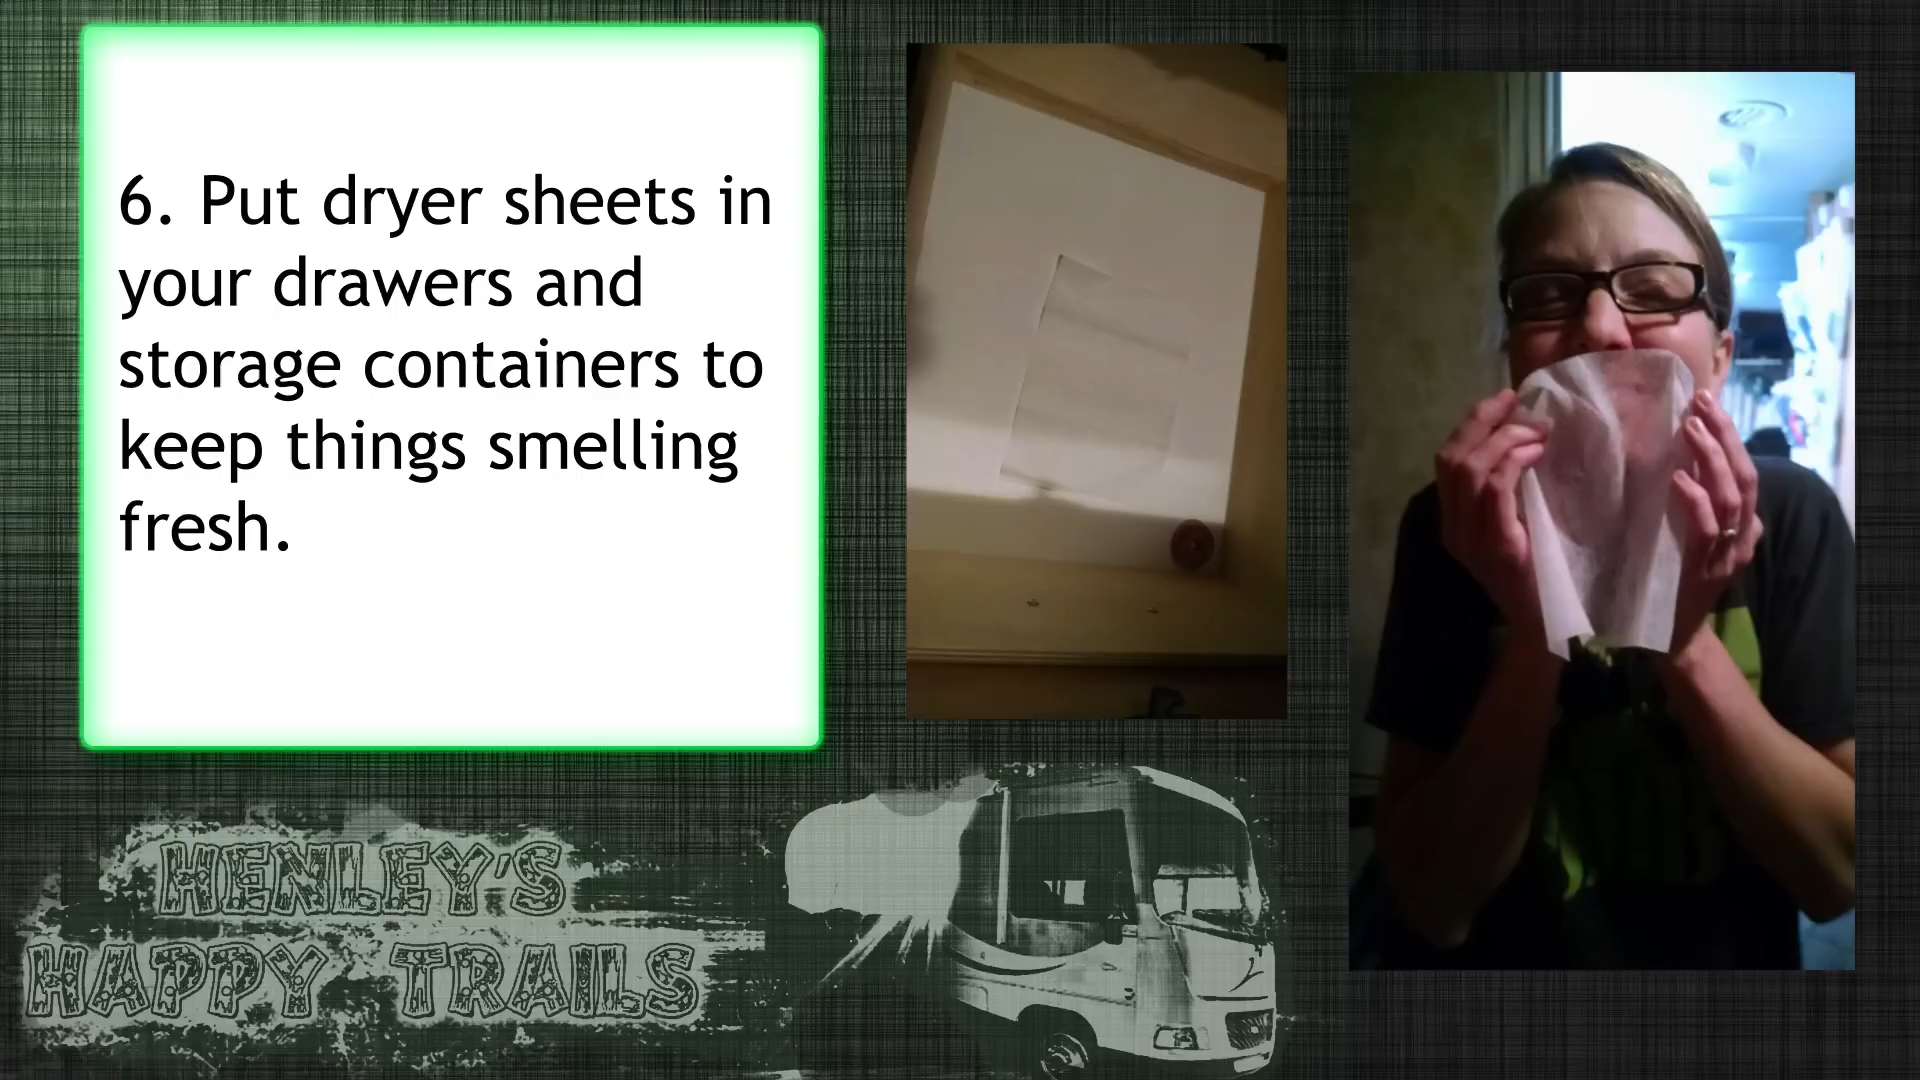 6. Put dryer sheets in
your drawers and
storage containers to
keep things smelling
fresh.
HENLEY'S
HAPPY TRAILS